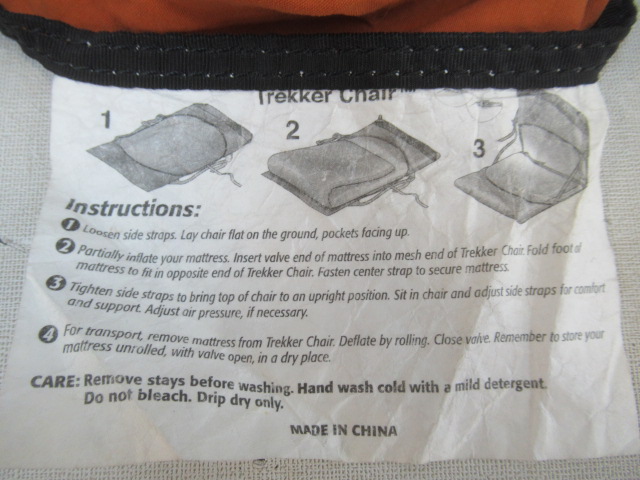 Trekker Chair™
1
2
3
Instructions:
1 Loosen side straps. Lay chair flat on the ground, pockets facing up.
2 Partially inflate your mattress. Insert valve end of mattress into mesh end of Trekker Chair. Fold foot of
mattress to fit in opposite end of Trekker Chair. Fasten center strap to secure mattress.
3 Tighten side straps to bring top of chair to an upright position. Sit in chair and adjust side straps for comfort
and support. Adjust air pressure, if necessary.
4 For transport, remove mattress from Trekker Chair. Deflate by rolling. Close valve. Remember to store your
mattress unrolled, with valve open, in a dry place.
CARE: Remove stays before washing. Hand wash cold with a mild detergent.
Do not bleach. Drip dry only.
MADE IN CHINA